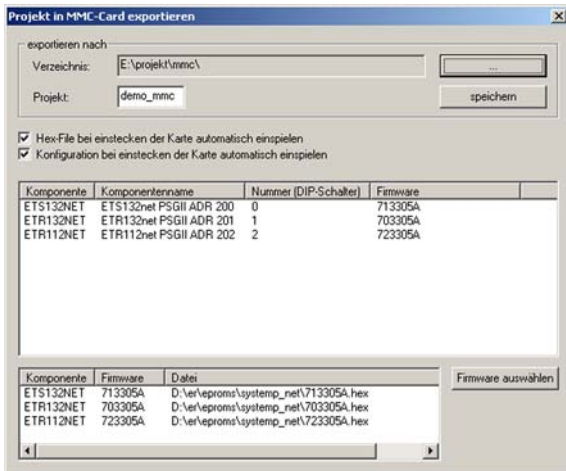 Projekt in MMC-Card exportieren
exportieren nach
Verzeichnis: E:\projekt\mmc\ ...
Projekt: demo_mmc speichern
Hex-File bei einstecken der Karte automatisch einspielen
Konfiguration bei einstecken der Karte automatisch einspielen
Komponente Komponentenname Nummer (DIP-Schalter) Firmware
ETS132NET ETS132net PSGII ADR 200 0 713305A
ETR132NET ETR132net PSGII ADR 201 1 703305A
ETR112NET ETR112net PSGII ADR 202 2 723305A
Komponente Firmware Datei Firmware auswählen
ETS132NET 713305A D:\er\eproms\systemp_net\713305A.hex
ETR132NET 703305A D:\er\eproms\systemp_net\703305A.hex
ETR112NET 723305A D:\er\eproms\systemp_net\723305A.hex